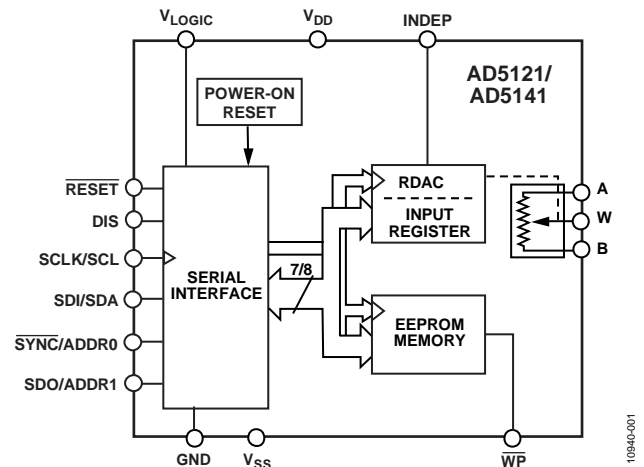 VLOGIC
VDD
INDEP
AD5121/
AD5141
POWER-ON
RESET
RESET
DIS
SCLK/SCL
SDI/SDA
SYNC/ADDR0
SDO/ADDR1
SERIAL
INTERFACE
7/8
RDAC
INPUT
REGISTER
EEPROM
MEMORY
A
W
B
GND
VSS
WP
10940-001